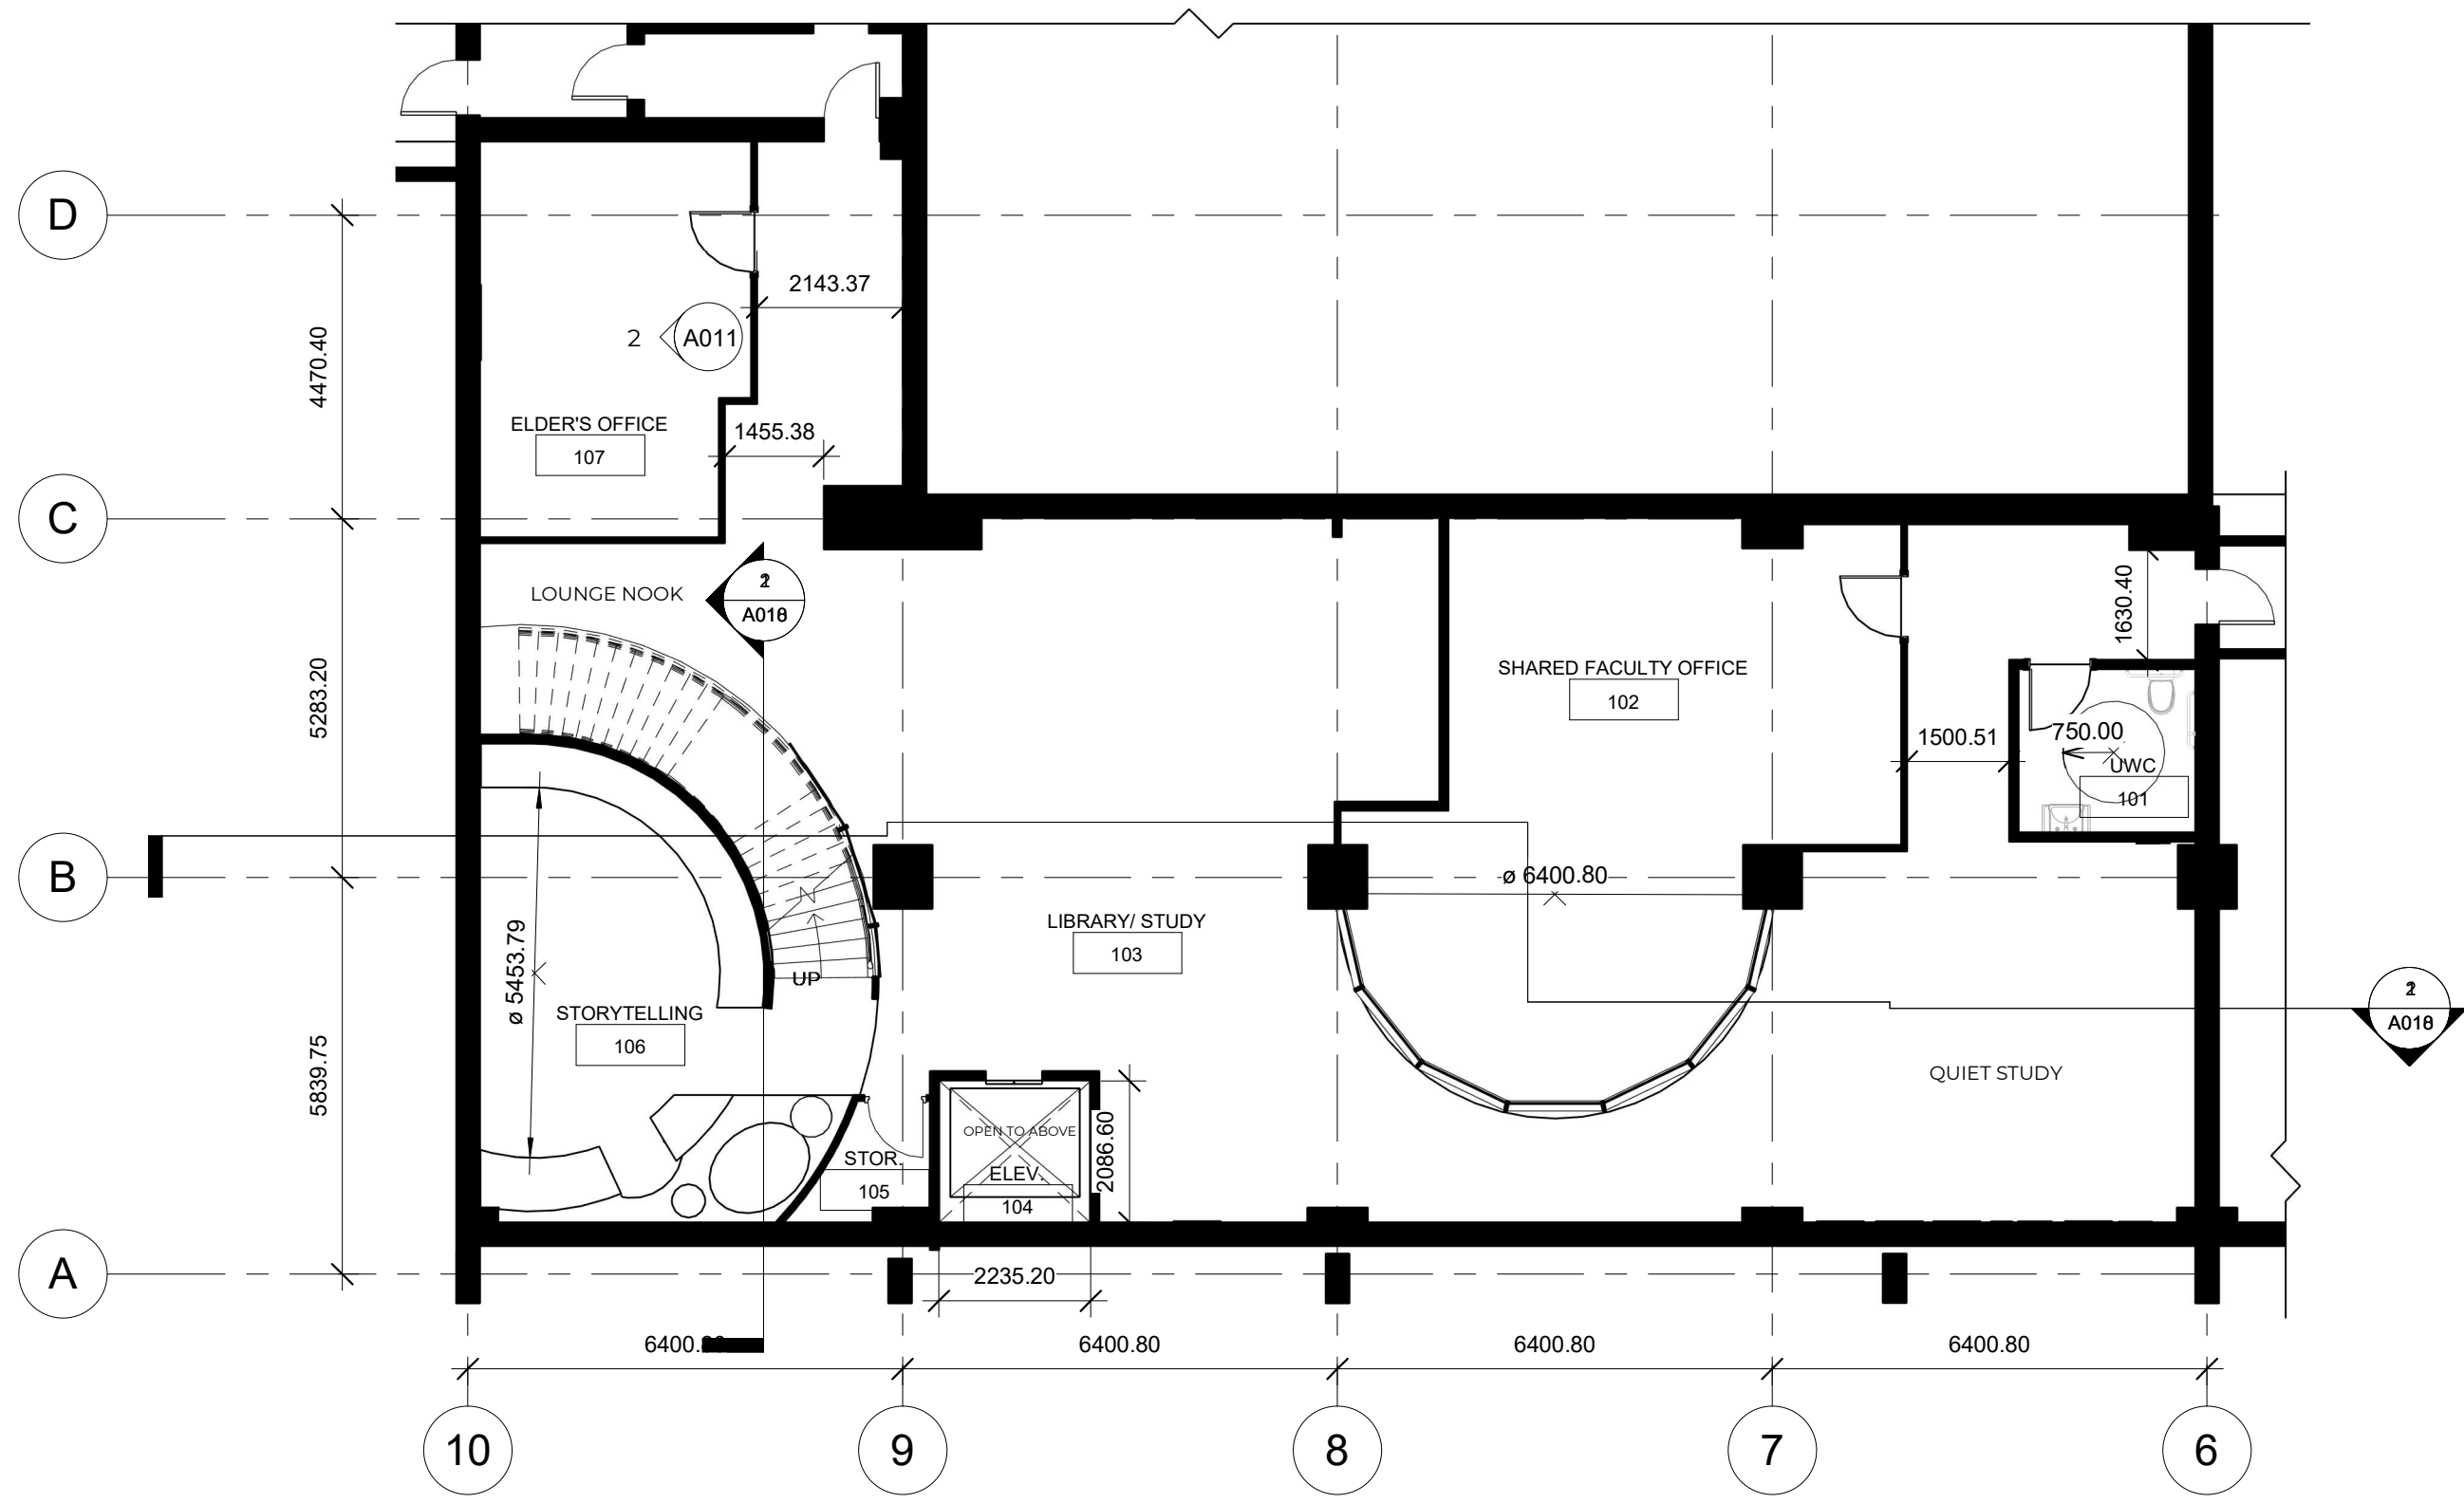 D
2143.37
2
A011
4470.40
ELDER'S OFFICE
107
1455.38
C
LOUNGE NOOK
A018
1630.40
5283.20
SHARED FACULTY OFFICE
102
1500.51
750.00
UWC
101
B
ø 6400.80
LIBRARY/ STUDY
103
ø 5453.79
UP
STORYTELLING
106
A018
5839.75
QUIET STUDY
OPEN TO ABOVE
2086.60
STOR.
105
ELEV.
104
A
2235.20
6400.80
6400.80
6400.80
10
9
8
7
6